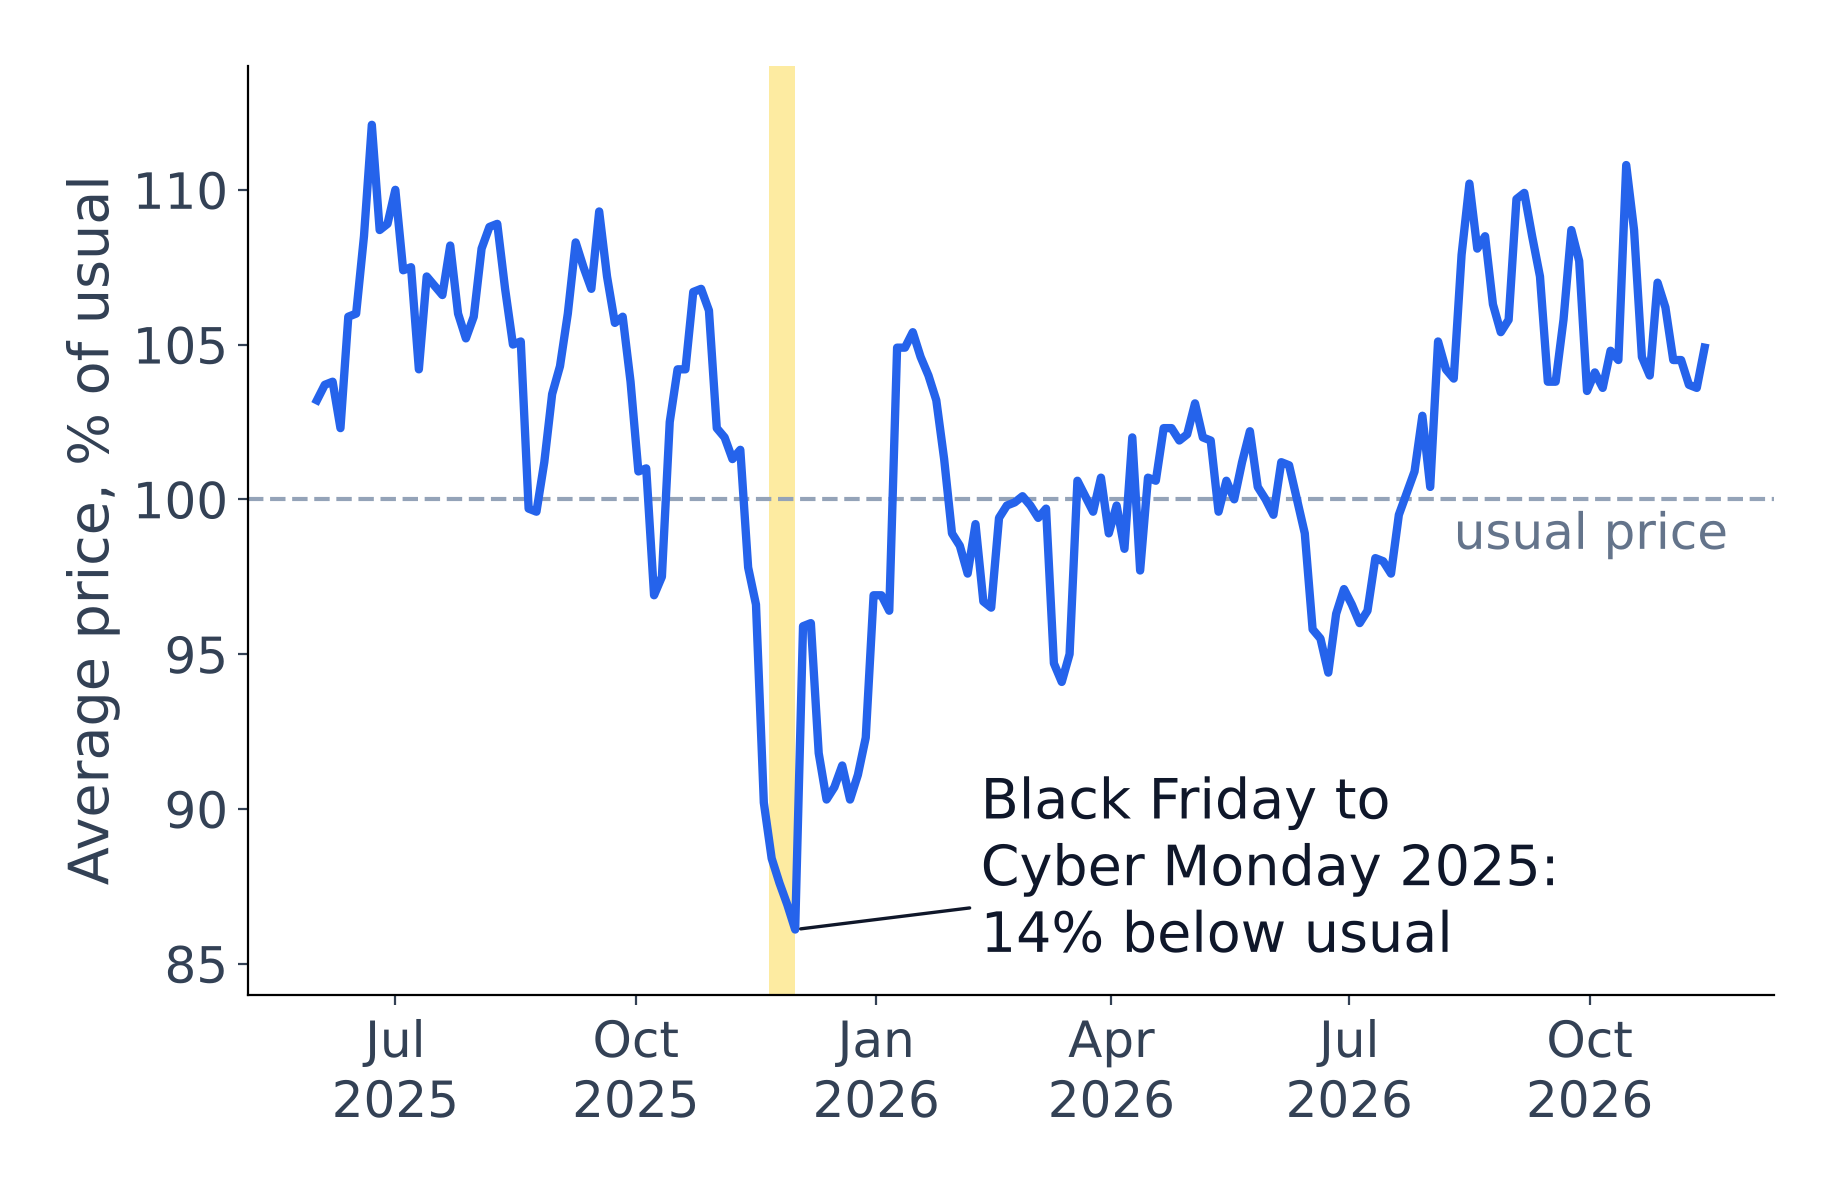 Average price, % of usual
110
105
100
95
90
85
usual price
Black Friday to
Cyber Monday 2025:
14% below usual
Jul
2025
Oct
2025
Jan
2026
Apr
2026
Jul
2026
Oct
2026